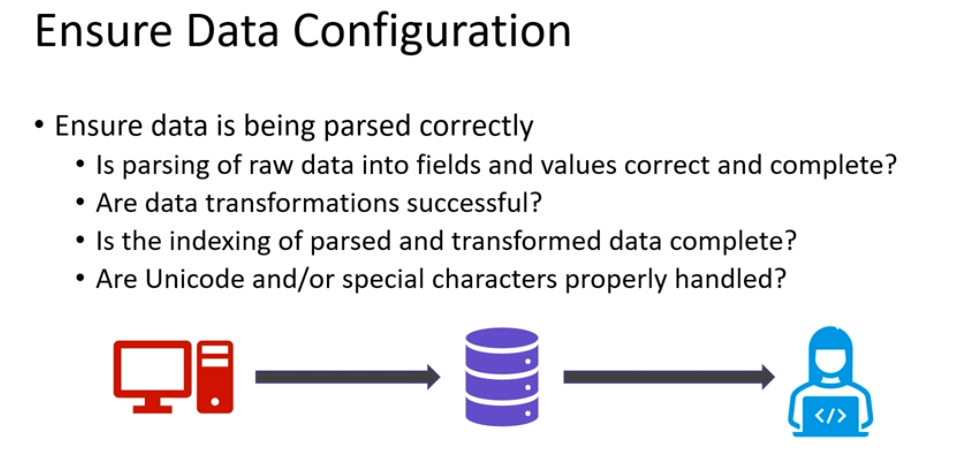 Ensure Data Configuration
• Ensure data is being parsed correctly
• Is parsing of raw data into fields and values correct and complete?
• Are data transformations successful?
• Is the indexing of parsed and transformed data complete?
• Are Unicode and/or special characters properly handled?
</>